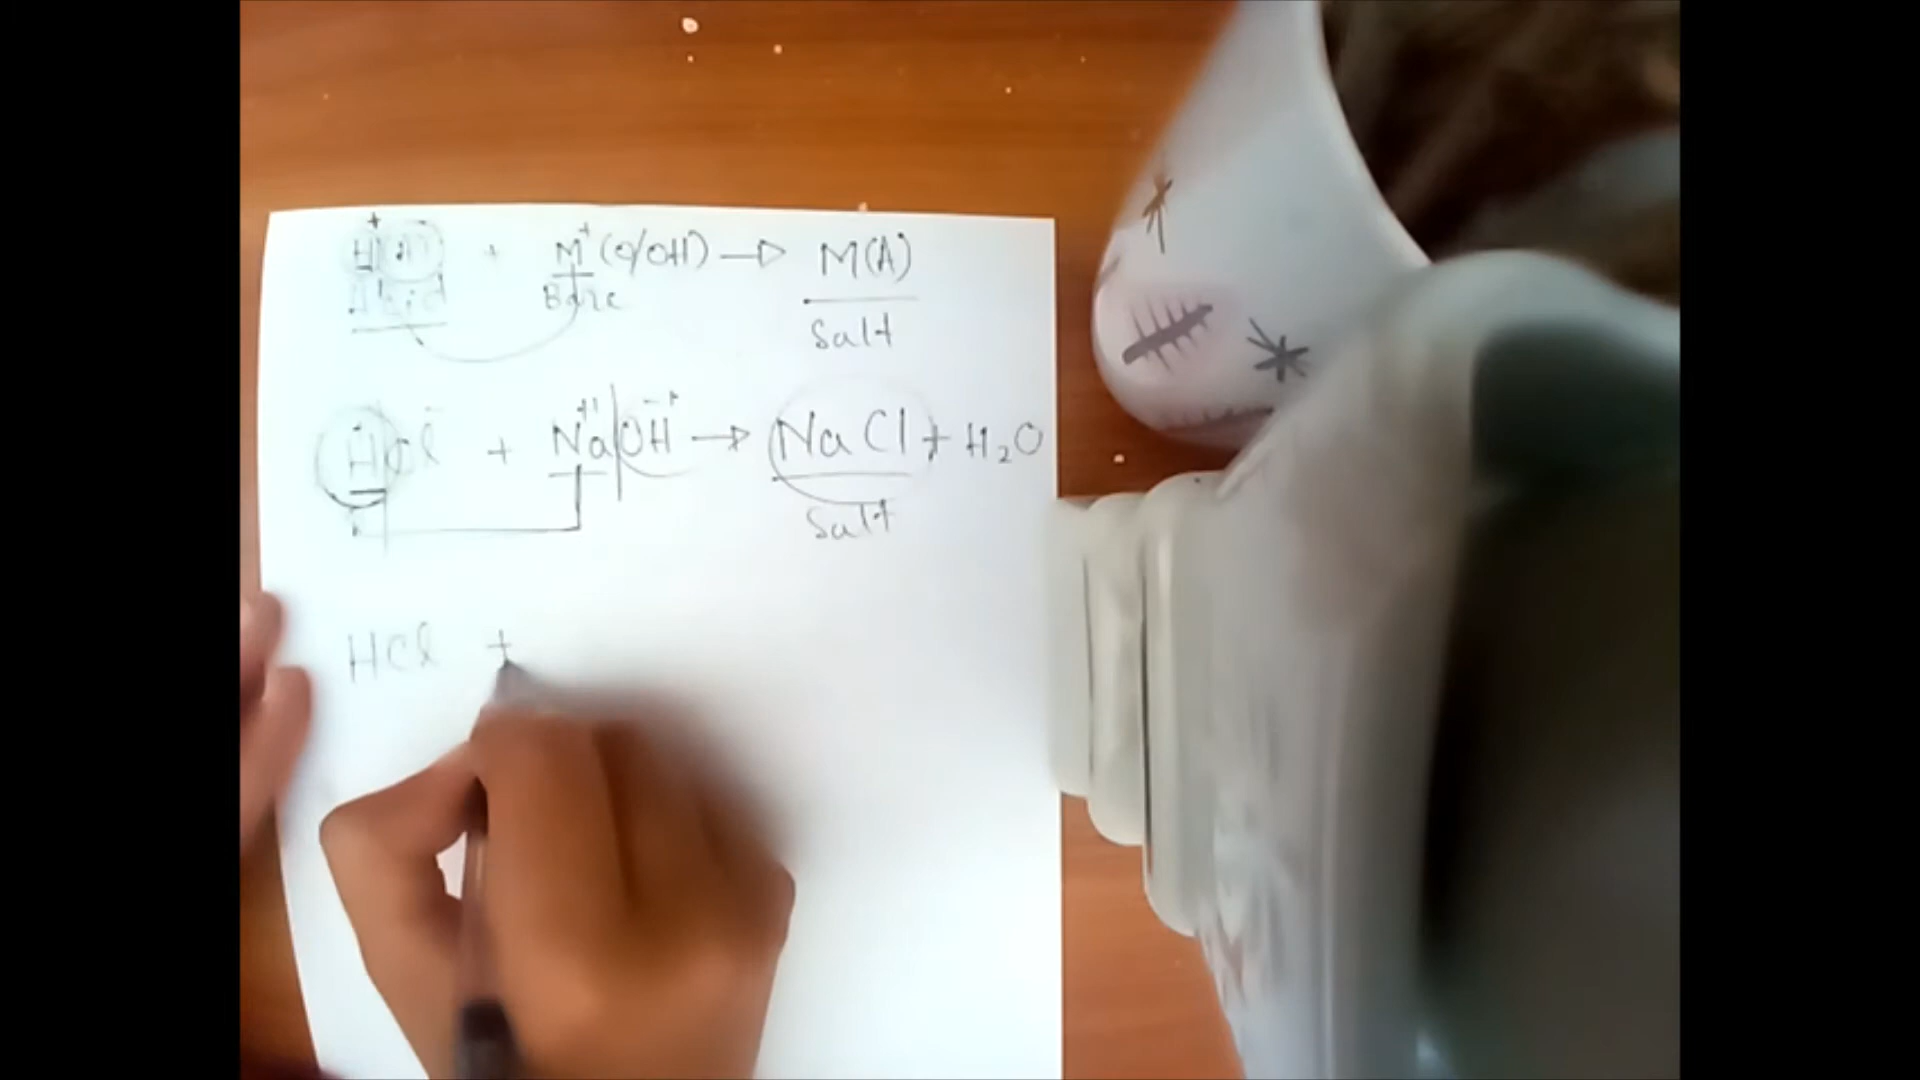 H⁺(A⁻) + M⁺(O/OH) → M(A)
Acid Base Salt
HCl + NaOH → NaCl + H₂O
Salt
HCl +